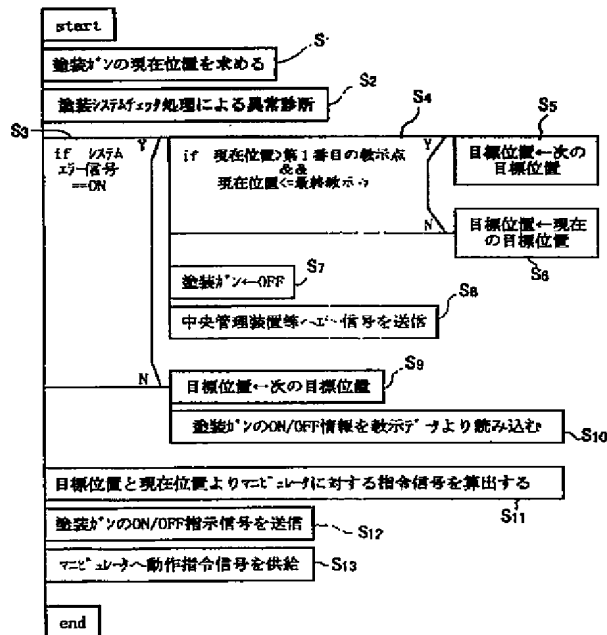 start
S1
塗装ガンの現在位置を求める
S2
塗装システムチェック処理による異常診断
S3
if システム
エラー信号
==ON
Y
N
S4
if 現在位置>第1番目の教示点
&&
現在位置<=最終教示
Y
N
S5
目標位置←次の
目標位置
目標位置←現在
の目標位置
S6
S7
塗装ガン←OFF
S8
中央管理装置等へエラー信号を送信
S9
目標位置←次の目標位置
塗装ガンのON/OFF情報を教示データより読み込む
S10
目標位置と現在位置よりマニピュレータに対する指令信号を算出する
S11
塗装ガンのON/OFF指示信号を送信
S12
マニピュレータへ動作指令信号を供給
S13
end